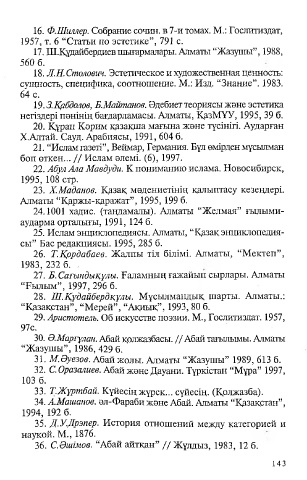 16. Ф.Шиллер. Собрание сочин. в 7-и томах. М.: Гослитиздат,
1957, т. 6 "Статьи по эстетике", 791 с.
17. Ш.Кұдайбердиев шығармалары. Алматы "Жазушы", 1988,
560 б.
18. Л.Н.Столович. Эстетическое и художественная ценность:
сущность, специфика, соотношение. М.: Изд. "Знание". 1983.
64 с.
19. З.Қабдолов, Б.Майтанов. Әдебиет теориясы және эстетика
негіздері пәнінің бағдарламасы. Алматы, ҚазМҰУ, 1995, 39 б.
20. Құран Кәрим қазақша мағына және түсінігі. Аударған
Х.Алтай. Сауд. Арабиясы, 1991, 604 б.
21. "Ислам газеті", Веймар, Германия. Бұл өмірден мұсылман
боп өткен... // Ислам әлемі. (6), 1997.
22. Абул Ала Мавдуди. К пониманию ислама. Новосибирск,
1995, 108 стр.
23. Х.Маданов. Қазақ мәдениетінің қалыптасу кезеңдері.
Алматы "Қаржы-қаражат", 1995, 199 б.
24.1001 хадис. (таңдамалы). Алматы "Желмая" ғылыми-
аударма орталығы, 1991, 124 б.
25. Ислам энциклопедиясы. Алматы, "Қазақ энциклопедия-
сы" Бас редакциясы. 1995, 285 б.
26. Т.Қордабаев. Жалпы тіл білімі. Алматы, "Мектеп",
1983, 232 б.
27. Б.Сағындықұлы. Ғаламның ғажайып сырлары. Алматы
"Ғылым", 1997, 296 б.
28. Ш.Құдайбердқұлы. Мұсылмандық шарты. Алматы.:
"Қазақстан", "Мерей", "Ақиық", 1993, 80 б.
29. Аристотель. Об искусстве поэзии. М., Гослитиздат. 1957,
97с.
30. Ә.Марғұлан. Абай қолжазбасы. // Абай тағылымы. Алматы
"Жазушы", 1986, 429 б.
31. М.Әуезов. Абай жолы. Алматы "Жазушы" 1989, 613 б.
32. С.Оразалиев. Абай және Дауани. Түркістан "Мұра" 1997,
103 б.
33. Т.Жұртбай. Күйесің жүрек... сүйесің. (Қолжазба).
34. А.Машанов. әл-Фараби және Абай. Алматы "Қазақстан",
1994, 192 б.
35. Д.У.Дрэпер. История отношений между категорией и
наукой. М., 1876.
36. С.Әшімов. "Абай айтқан" // Жұлдыз, 1983, 12 б.
143